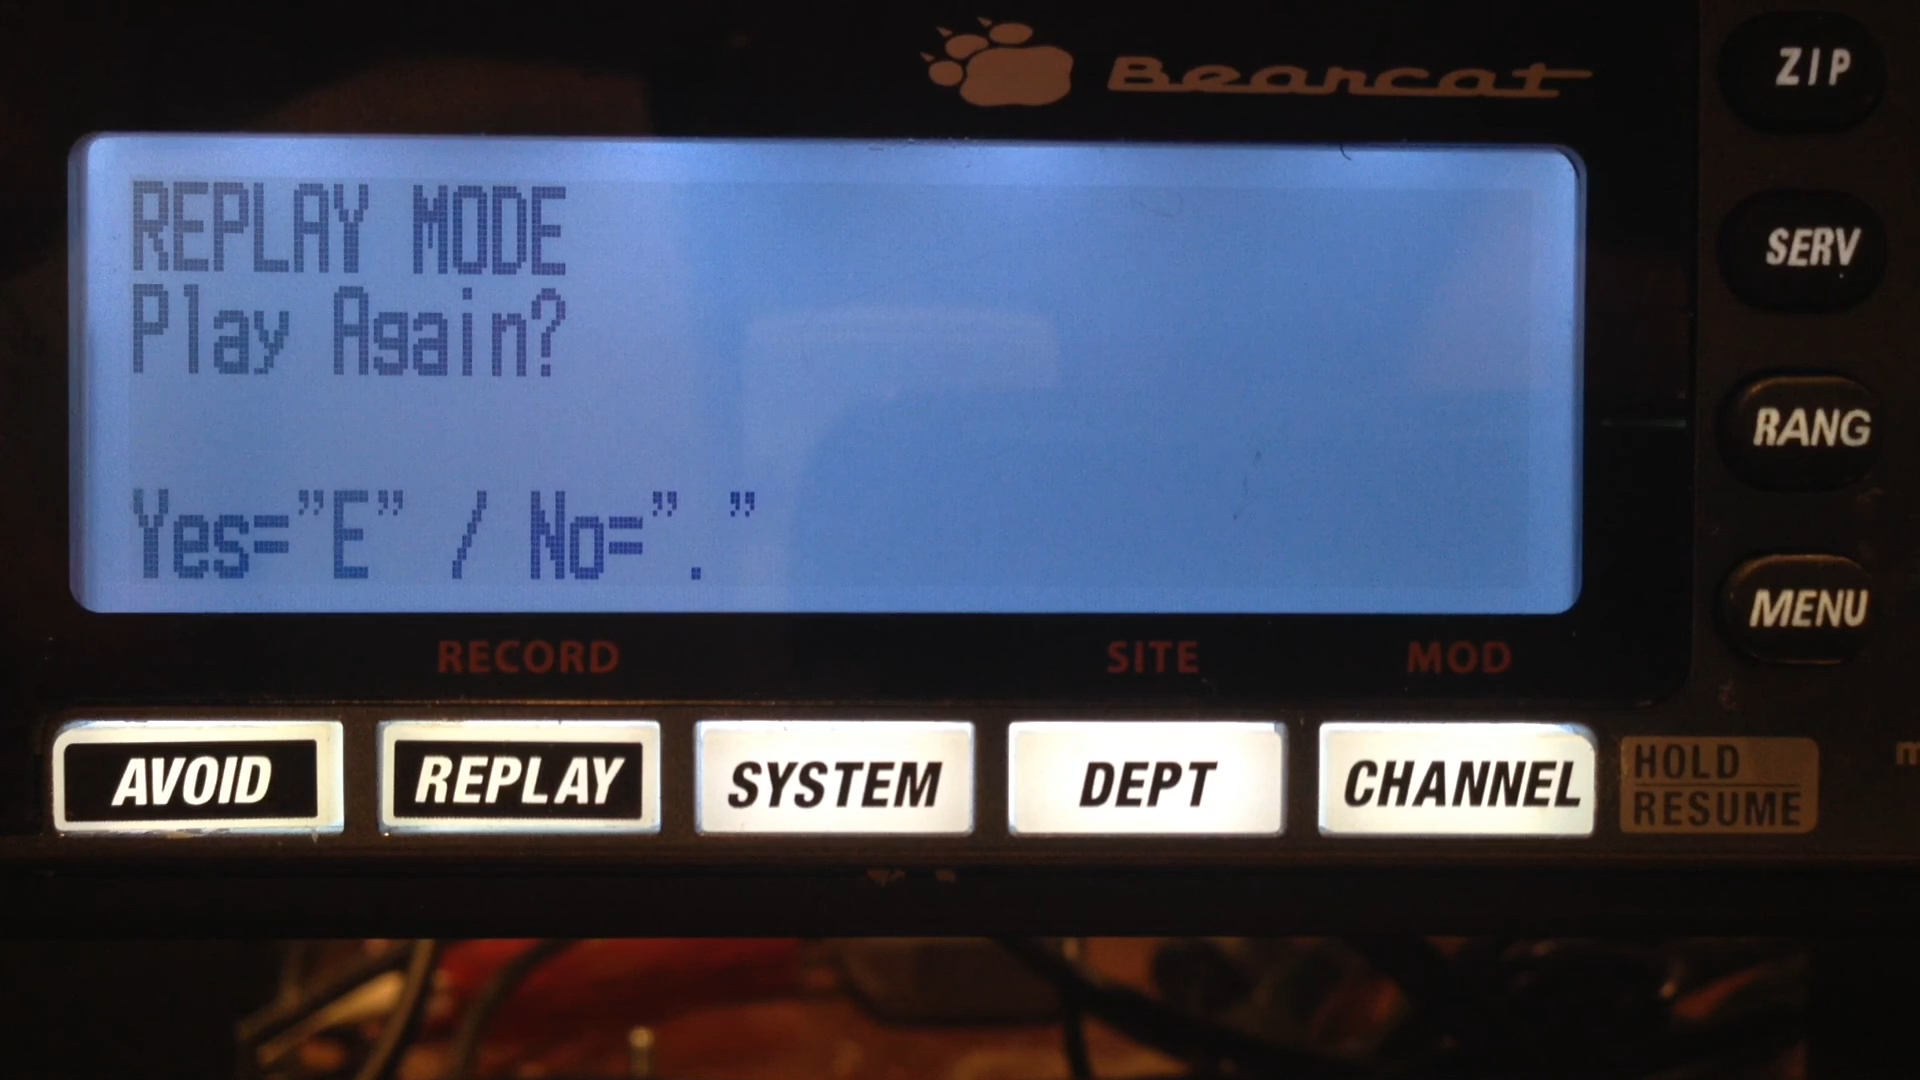 Bearcat
ZIP
REPLAY MODE
SERV
Play Again?
RANG
Yes="E" / No="."
MENU
RECORD SITE MOD
AVOID REPLAY SYSTEM DEPT CHANNEL HOLD
RESUME